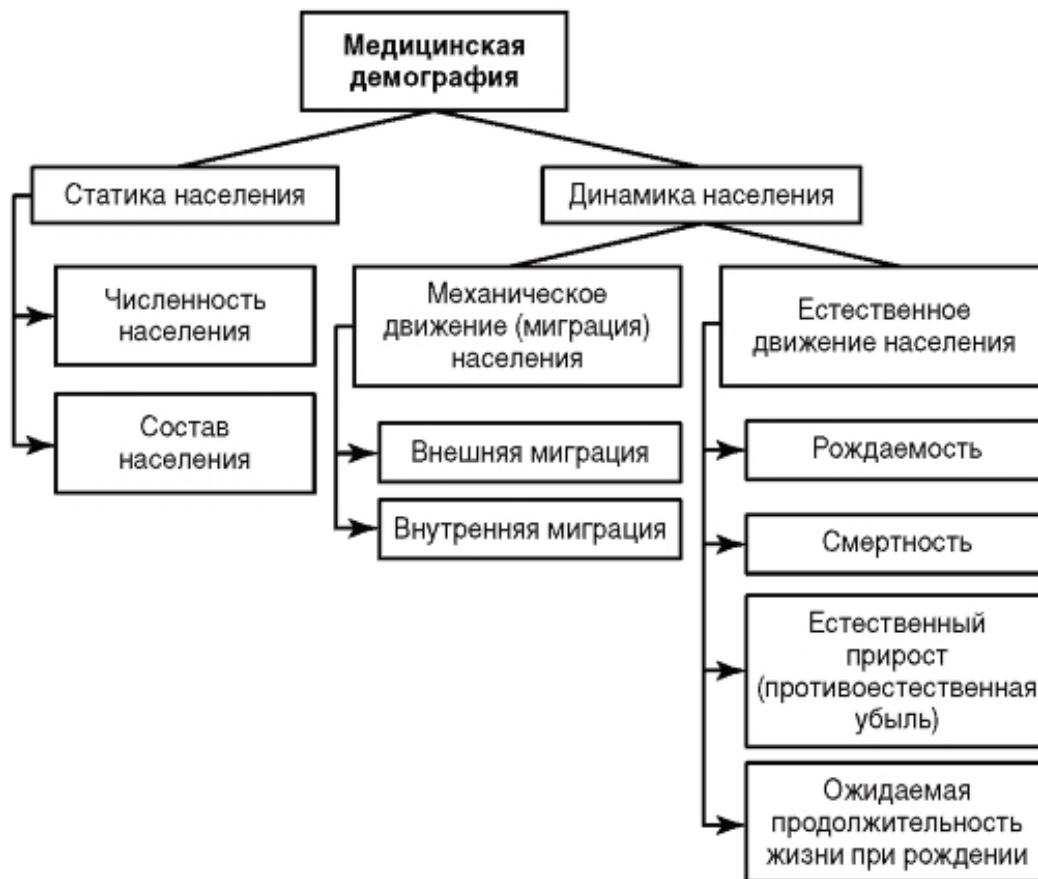 Медицинская
демография
Статика населения
Динамика населения
Численность
населения
Состав
населения
Механическое
движение (миграция)
населения
Внешняя миграция
Внутренняя миграция
Естественное
движение населения
Рождаемость
Смертность
Естественный
прирост
(противоестественная
убыль)
Ожидаемая
продолжительность
жизни при рождении